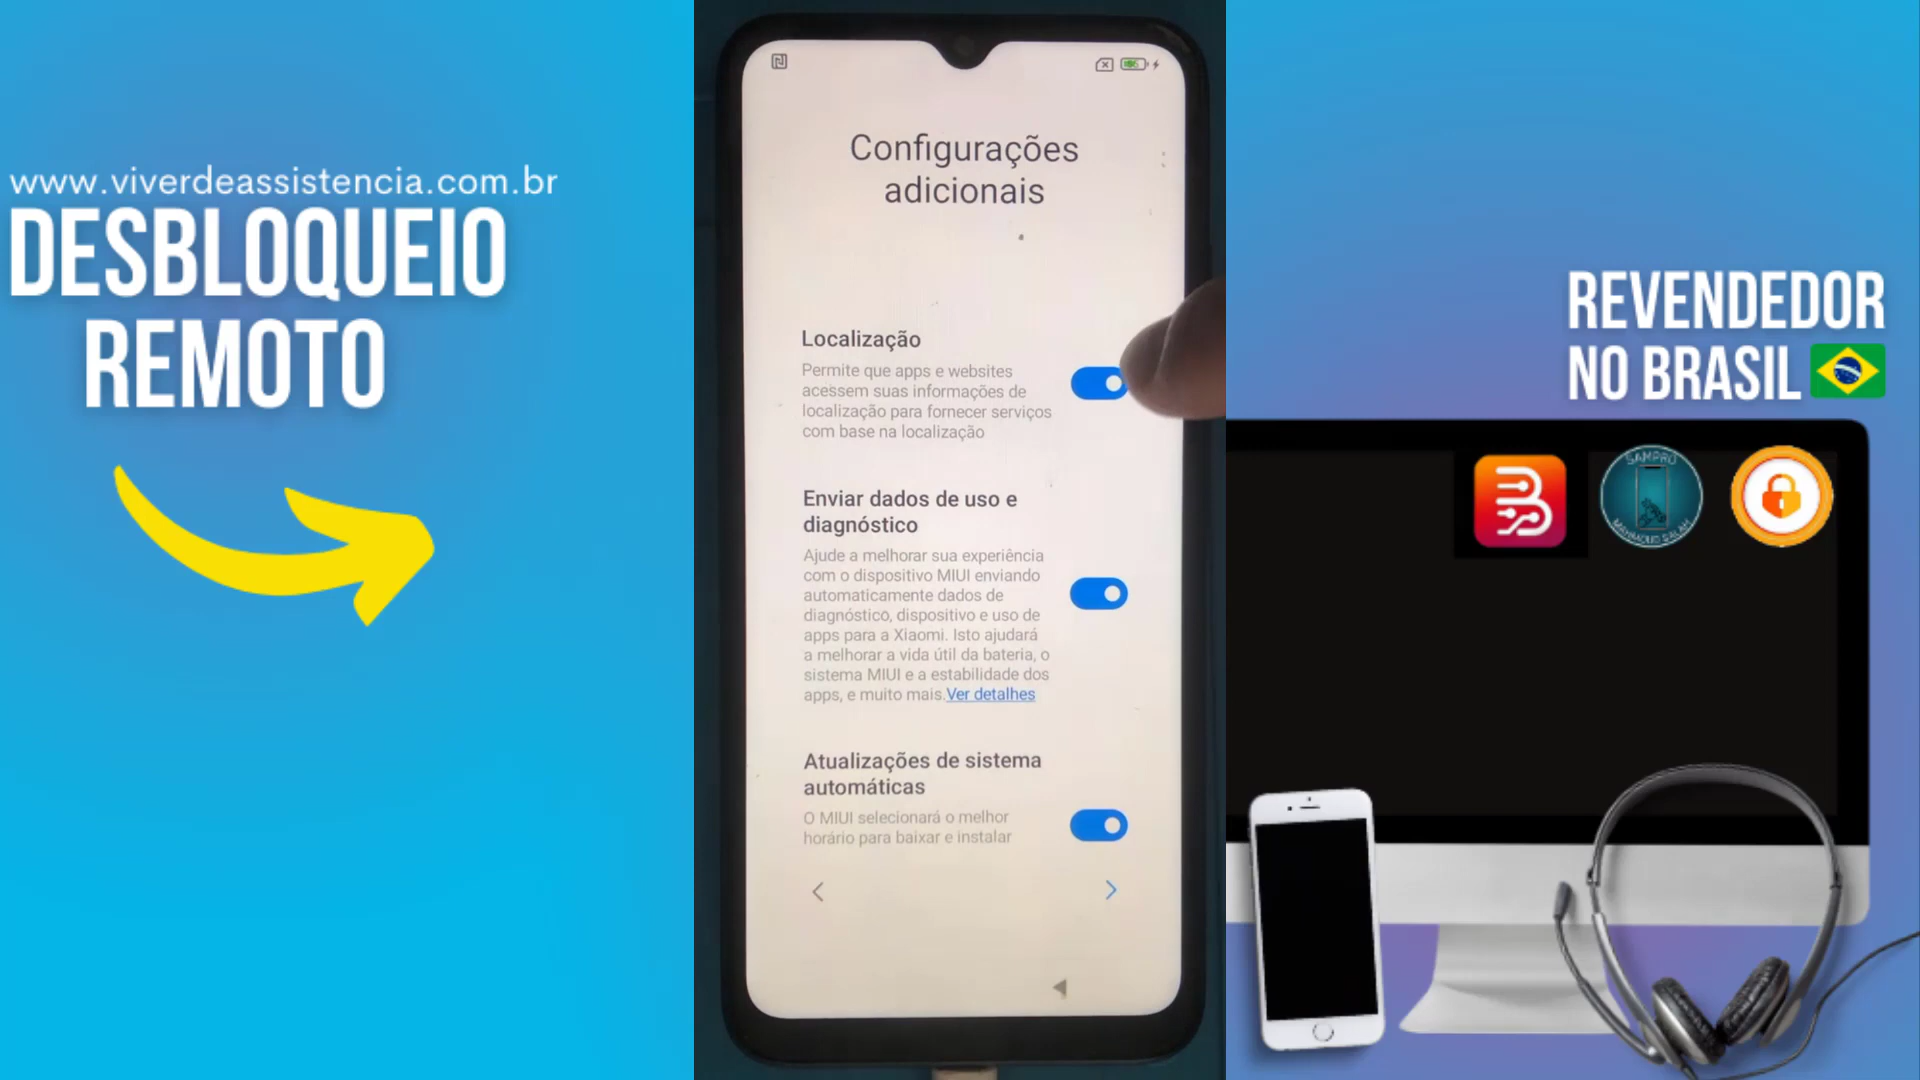 www.viverdeassistencia.com.br
DESBLOQUEIO
REMOTO
Configurações
adicionais
Localização
Permite que apps e websites
acessem suas informações de
localização para fornecer serviços
com base na localização
Enviar dados de uso e
diagnóstico
Ajude a melhorar sua experiência
com o dispositivo MIUI enviando
automaticamente dados de
diagnóstico, dispositivo e uso de
apps para a Xiaomi. Isto ajudará
a melhorar a vida útil da bateria, o
sistema MIUI e a estabilidade dos
apps, e muito mais.Ver detalhes
Atualizações de sistema
automáticas
O MIUI selecionará o melhor
horário para baixar e instalar
REVENDEDOR
NO BRASIL
SAMPRO
MAHMOUD SALAH